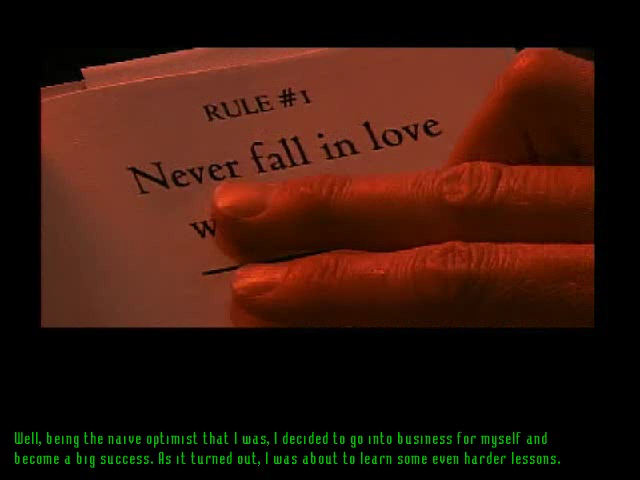 RULE #1
Never fall in love
w
Well, being the naive optimist that I was, I decided to go into business for myself and
become a big success. As it turned out, I was about to learn some even harder lessons.